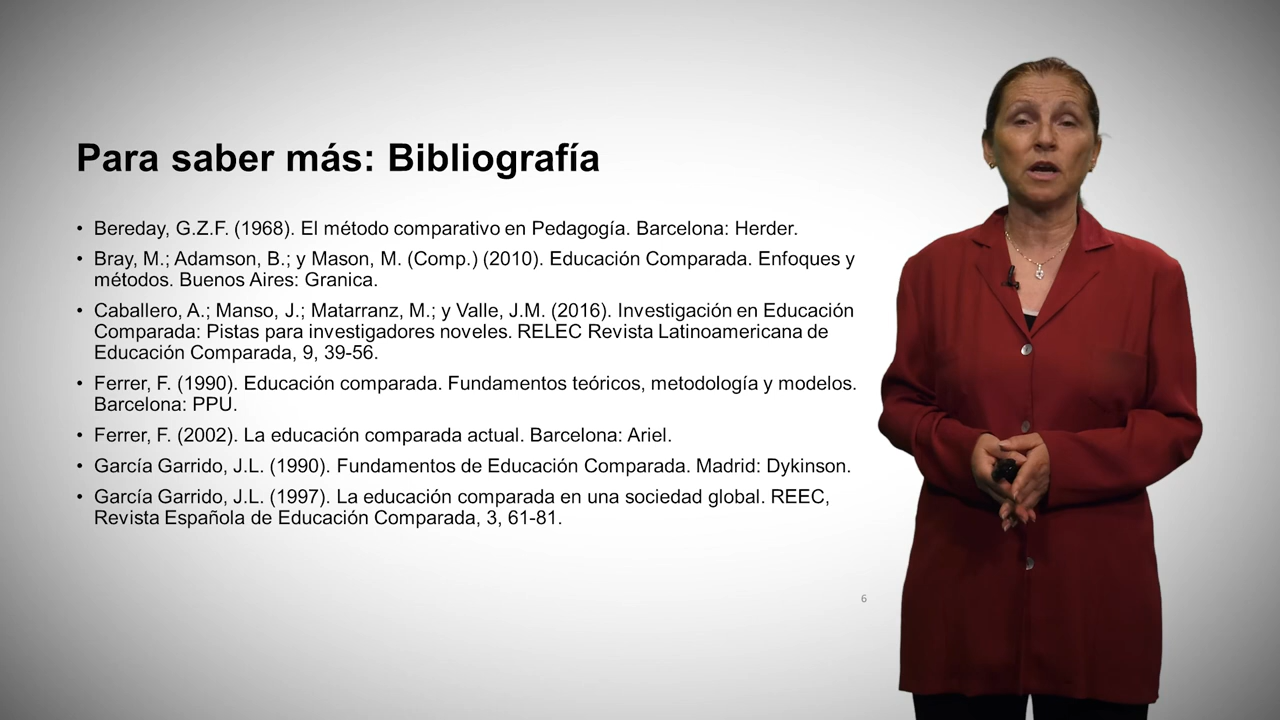 Para saber más: Bibliografía
• Bereday, G.Z.F. (1968). El método comparativo en Pedagogía. Barcelona: Herder.
• Bray, M.; Adamson, B.; y Mason, M. (Comp.) (2010). Educación Comparada. Enfoques y
métodos. Buenos Aires: Granica.
• Caballero, A.; Manso, J.; Matarranz, M.; y Valle, J.M. (2016). Investigación en Educación
Comparada: Pistas para investigadores noveles. RELEC Revista Latinoamericana de
Educación Comparada, 9, 39-56.
• Ferrer, F. (1990). Educación comparada. Fundamentos teóricos, metodología y modelos.
Barcelona: PPU.
• Ferrer, F. (2002). La educación comparada actual. Barcelona: Ariel.
• García Garrido, J.L. (1990). Fundamentos de Educación Comparada. Madrid: Dykinson.
• García Garrido, J.L. (1997). La educación comparada en una sociedad global. REEC,
Revista Española de Educación Comparada, 3, 61-81.
6